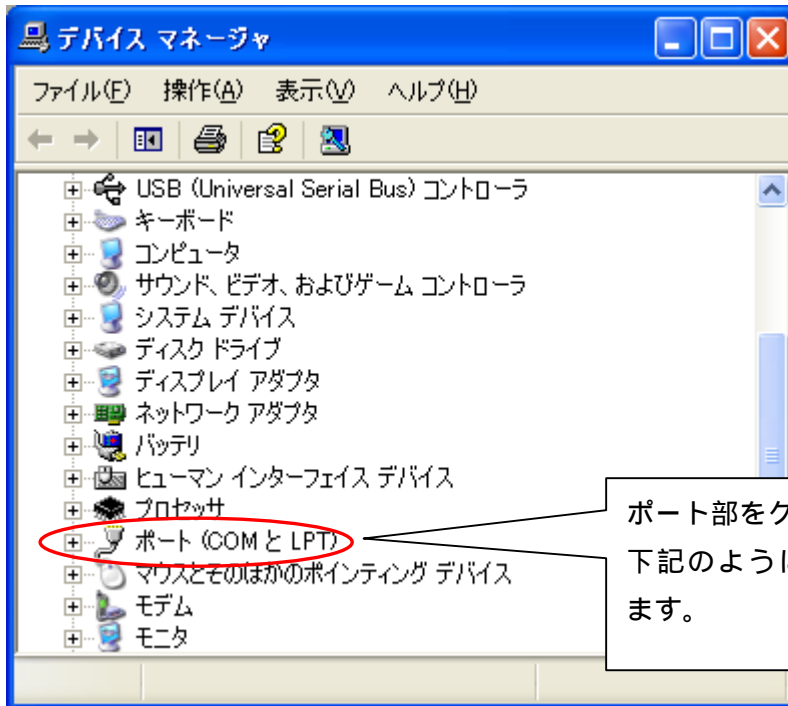 デバイス マネージャ
ファイル(F) 操作(A) 表示(V) ヘルプ(H)
USB (Universal Serial Bus) コントローラ
キーボード
コンピュータ
サウンド、ビデオ、およびゲーム コントローラ
システム デバイス
ディスク ドライブ
ディスプレイ アダプタ
ネットワーク アダプタ
バッテリ
ヒューマン インターフェイス デバイス
プロセッサ
ポート (COM と LPT)
マウスとそのほかのポインティング デバイス
モデム
モニタ
ポート部をク
下記のように
ます。